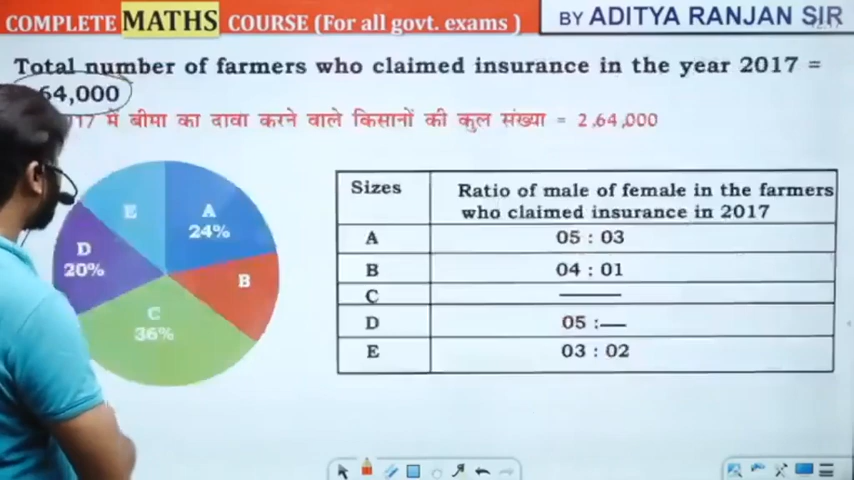 COMPLETE MATHS COURSE (For all govt. exams )
BY ADITYA RANJAN SIR
Total number of farmers who claimed insurance in the year 2017 =
64,000
17 में बीमा का दावा करने वाले किसानों की कुल संख्या = 2,64,000
E
A
24%
D
20%
B
C
36%
Sizes
Ratio of male of female in the farmers
who claimed insurance in 2017
A 05 : 03
B 04 : 01
C ——
D 05 :—
E 03 : 02